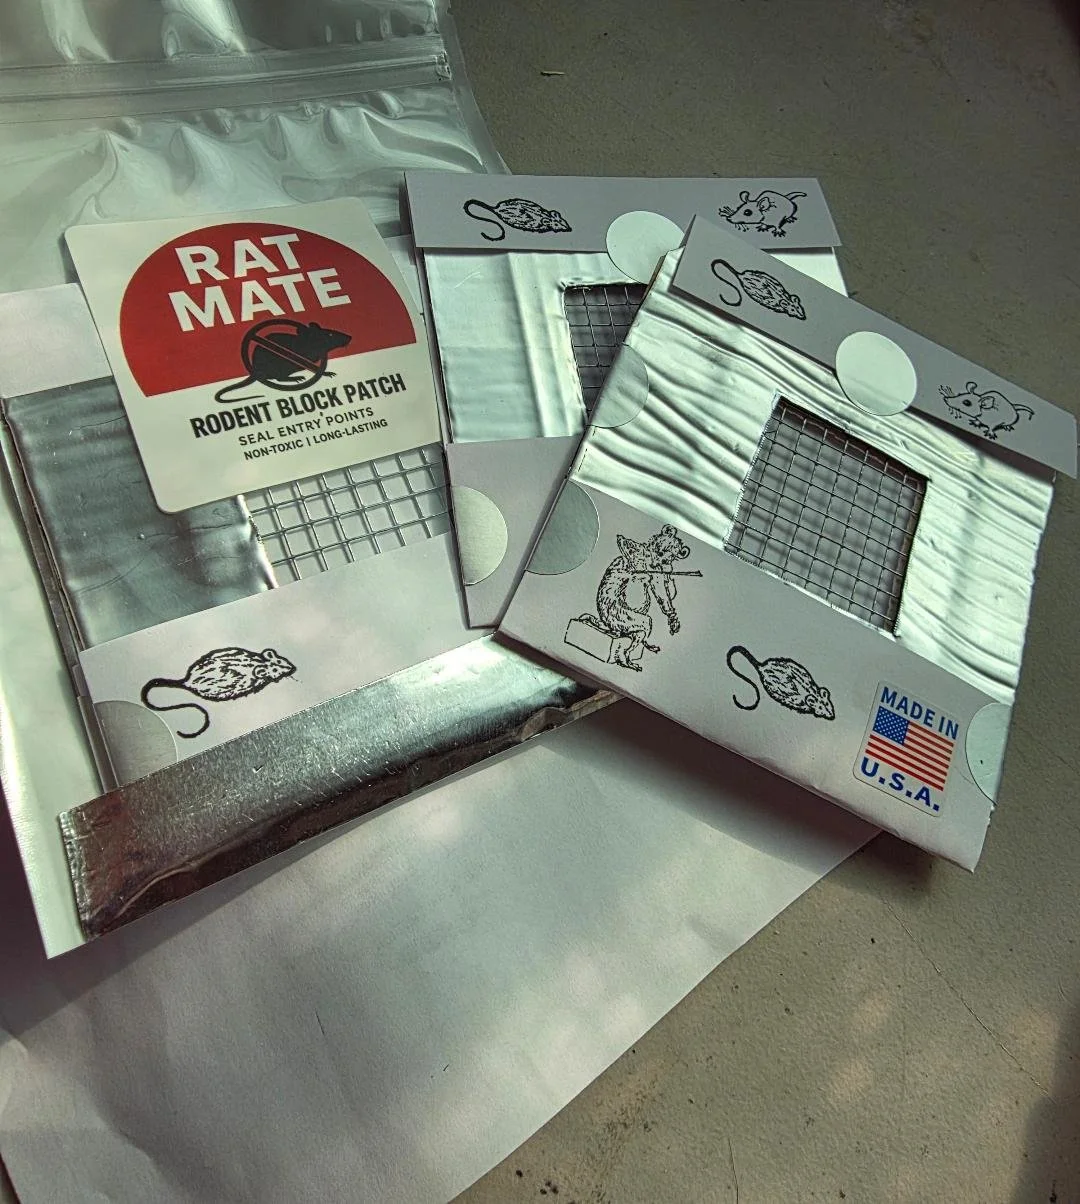 RAT
MATE
RODENT BLOCK PATCH
SEAL ENTRY POINTS
NON-TOXIC | LONG-LASTING
MADE IN
U.S.A.